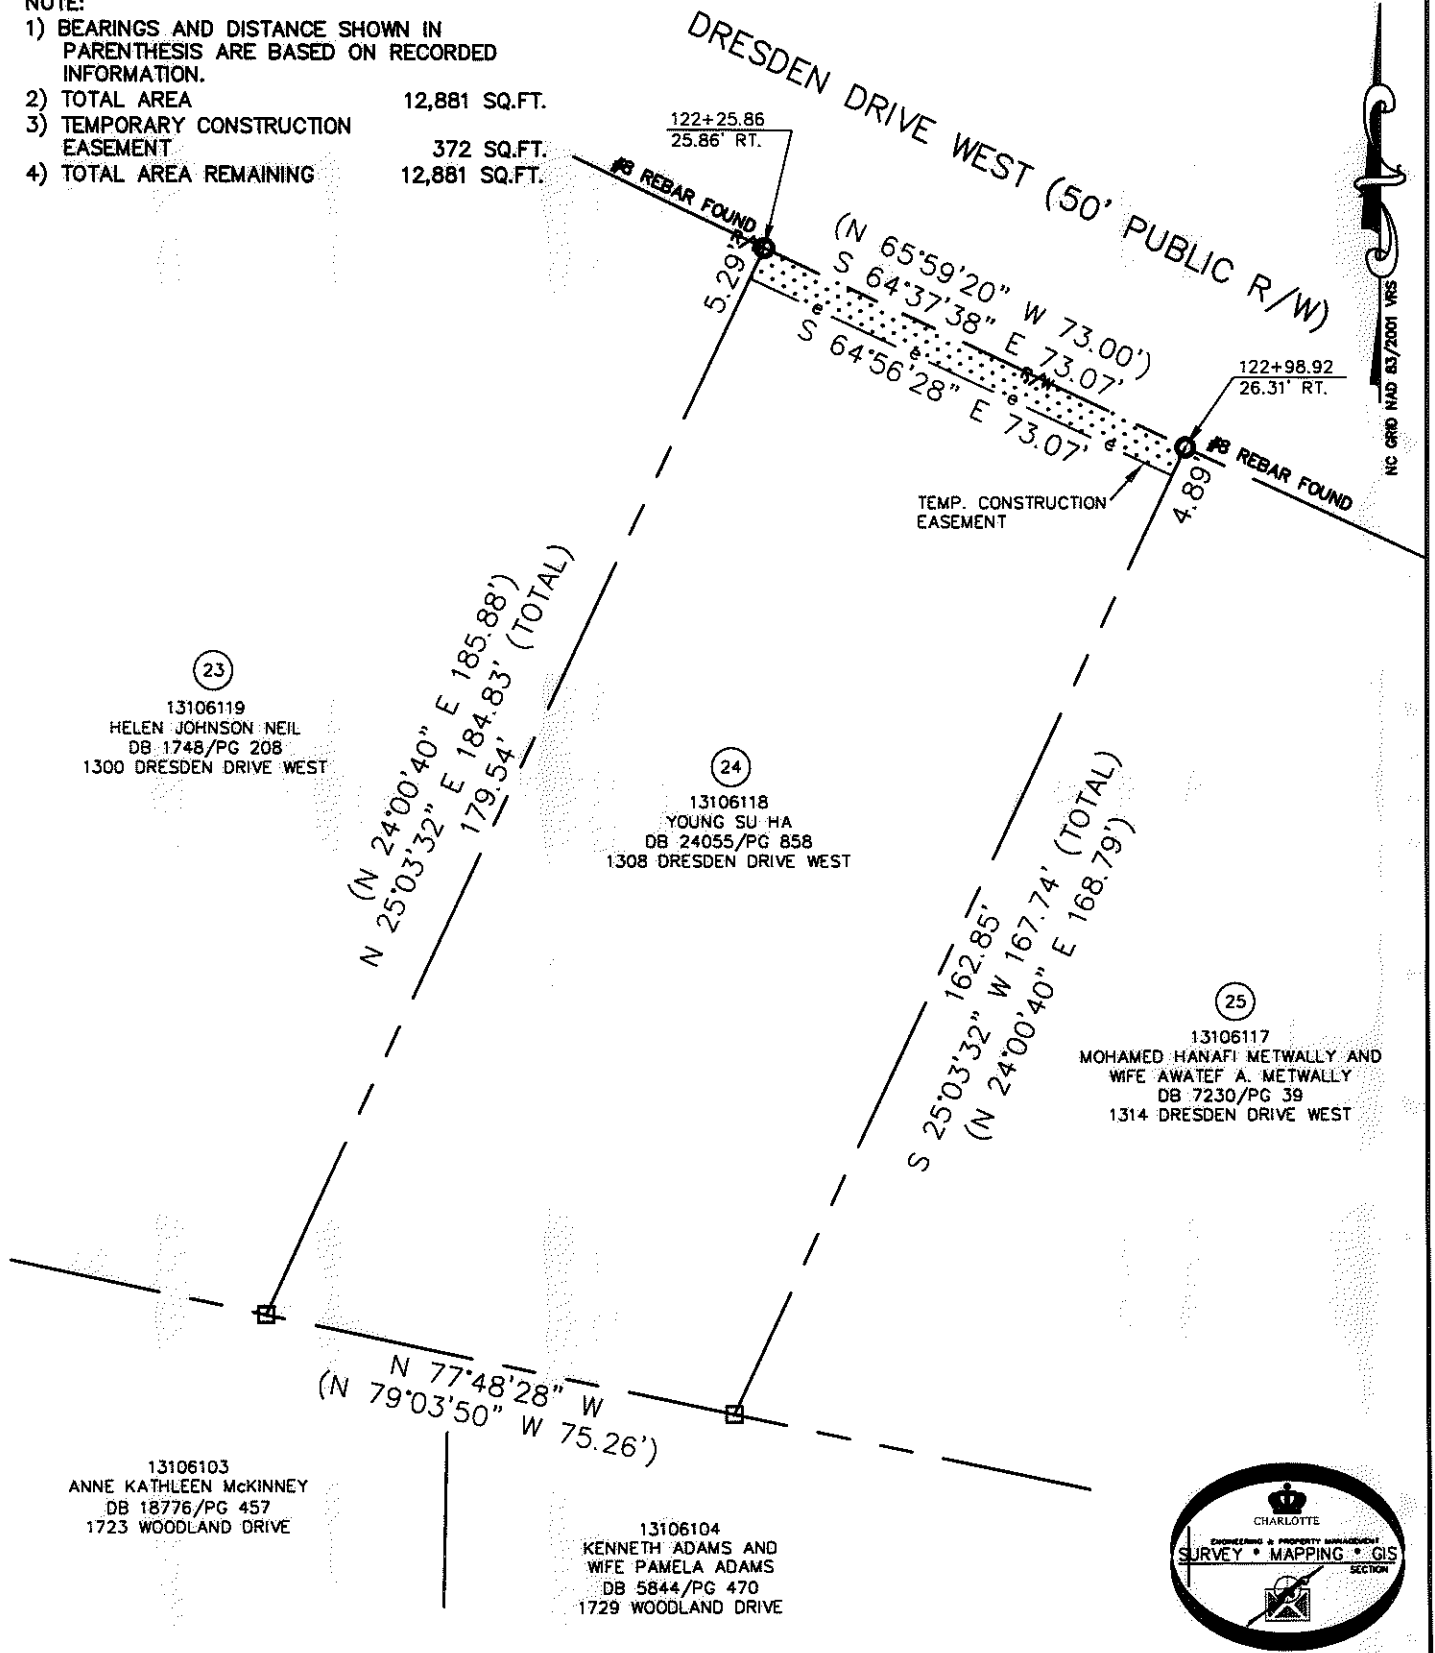 NOTE:
1) BEARINGS AND DISTANCE SHOWN IN
PARENTHESIS ARE BASED ON RECORDED
INFORMATION.
2) TOTAL AREA 12,881 SQ.FT.
3) TEMPORARY CONSTRUCTION
EASEMENT 372 SQ.FT.
4) TOTAL AREA REMAINING 12,881 SQ.FT.
DRESDEN DRIVE WEST (50' PUBLIC R/W)
122+25.86
25.86' RT.
#8 REBAR FOUND
R/W
5.29'
(N 65°59'20" W 73.00')
S 64°37'38" E 73.07'
R/W
e e e e
S 64°56'28" E 73.07'
122+98.92
26.31' RT.
#8 REBAR FOUND
4.89'
TEMP. CONSTRUCTION
EASEMENT
NC GRID NAD 83/2001 VRS
(N 24°00'40" E 185.88')
N 25°03'32" E 184.83' (TOTAL)
179.54'
23
13106119
HELEN JOHNSON NEIL
DB 1748/PG 208
1300 DRESDEN DRIVE WEST
24
13106118
YOUNG SU HA
DB 24055/PG 858
1308 DRESDEN DRIVE WEST
162.85'
S 25°03'32" W 167.74' (TOTAL)
(N 24°00'40" E 168.79')
25
13106117
MOHAMED HANAFI METWALLY AND
WIFE AWATEF A. METWALLY
DB 7230/PG 39
1314 DRESDEN DRIVE WEST
N 77°48'28" W
(N 79°03'50" W 75.26')
13106103
ANNE KATHLEEN McKINNEY
DB 18776/PG 457
1723 WOODLAND DRIVE
13106104
KENNETH ADAMS AND
WIFE PAMELA ADAMS
DB 5844/PG 470
1729 WOODLAND DRIVE
CHARLOTTE
ENGINEERING & PROPERTY MANAGEMENT
SURVEY * MAPPING * GIS
SECTION